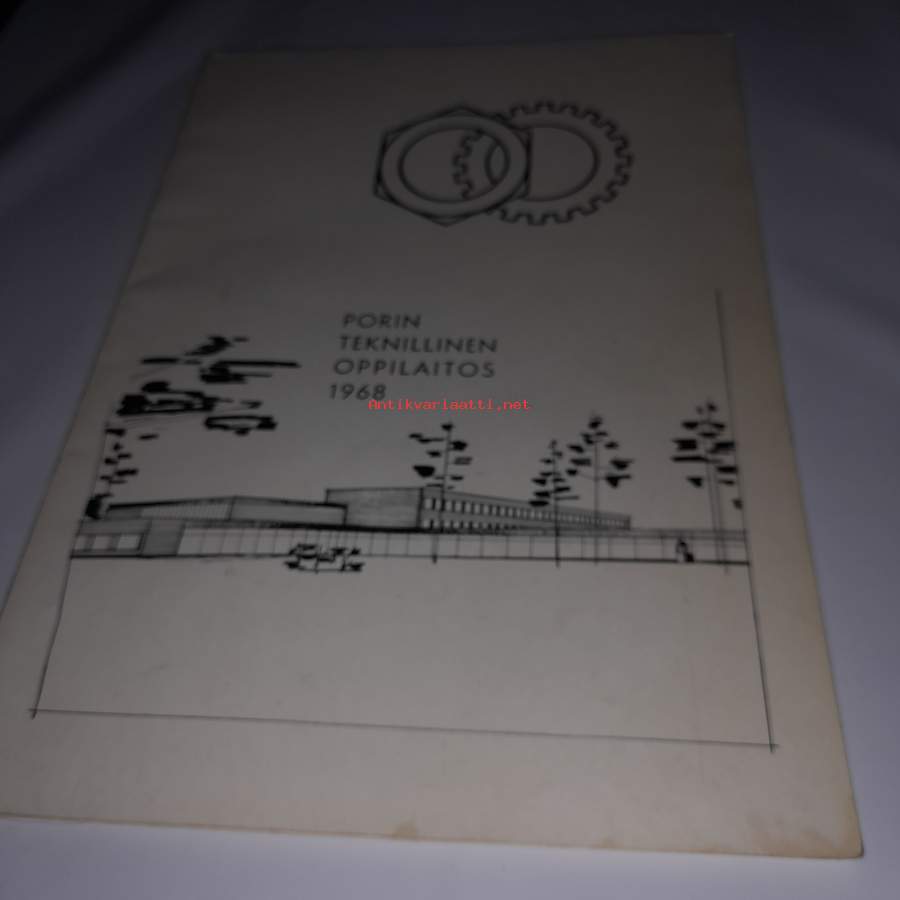 PORIN
TEKNILLINEN
OPPILAITOS
1968
Antikvariaatti.net